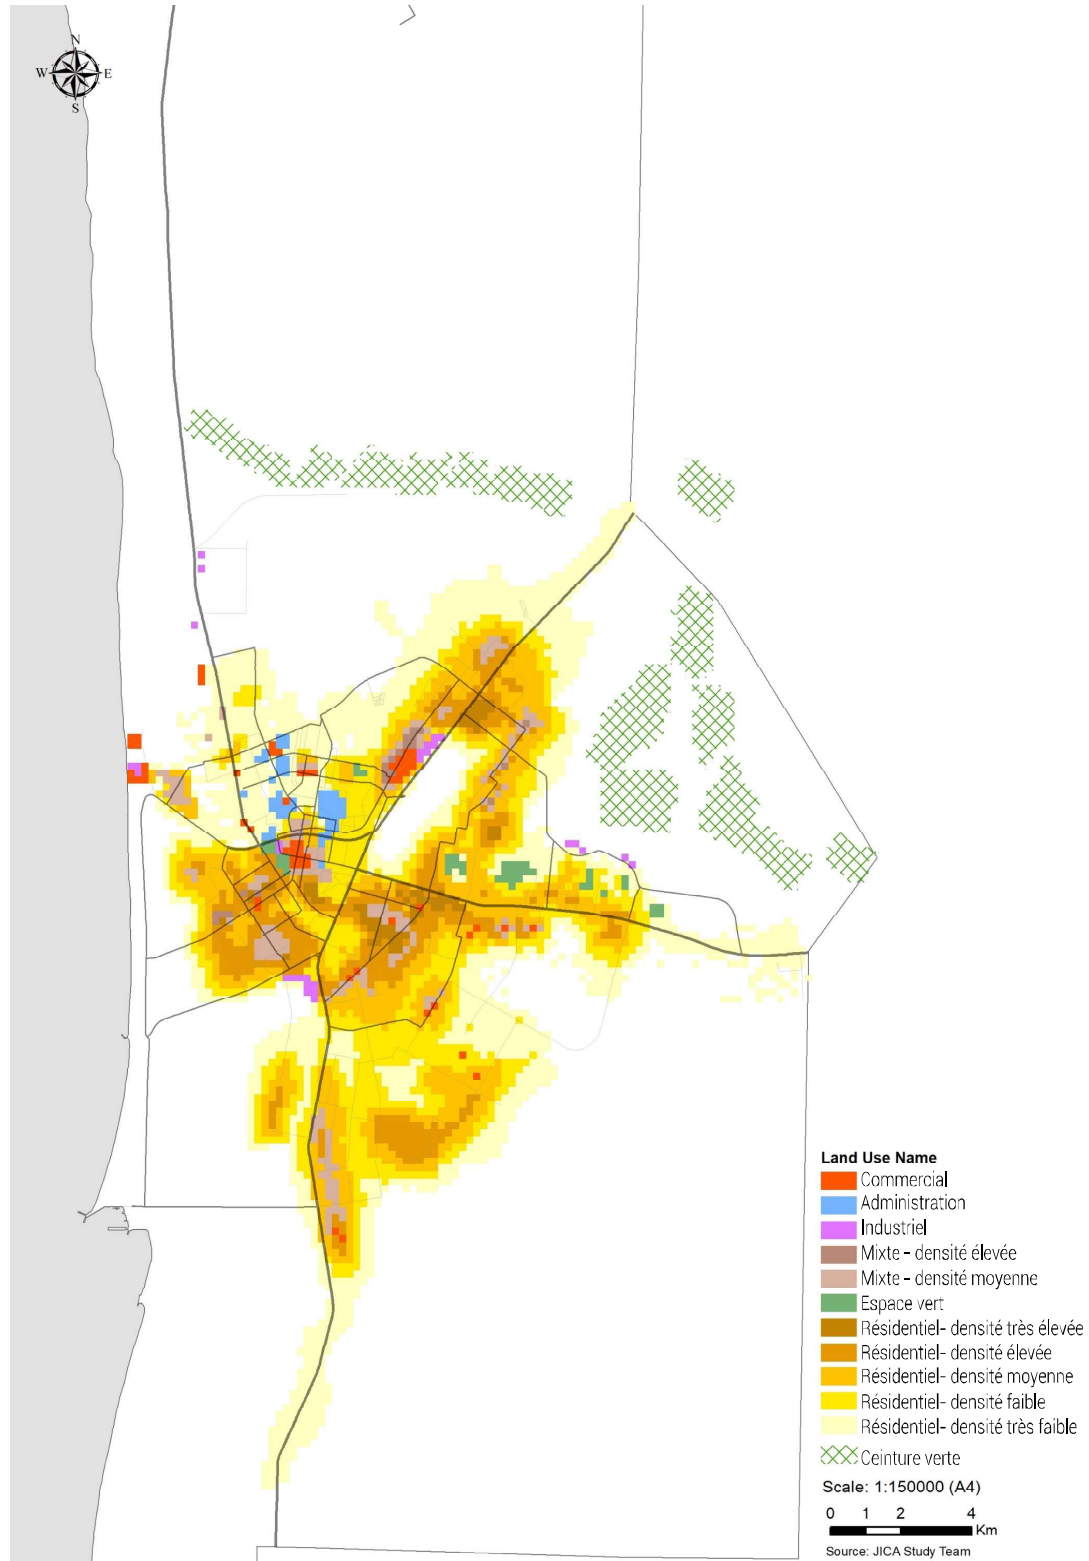 N
W E
S
Land Use Name
Commercial
Administration
Industriel
Mixte - densité élevée
Mixte - densité moyenne
Espace vert
Résidentiel- densité très élevée
Résidentiel- densité élevée
Résidentiel- densité moyenne
Résidentiel- densité faible
Résidentiel- densité très faible
Ceinture verte
Scale: 1:150000 (A4)
0 1 2 4
Km
Source: JICA Study Team